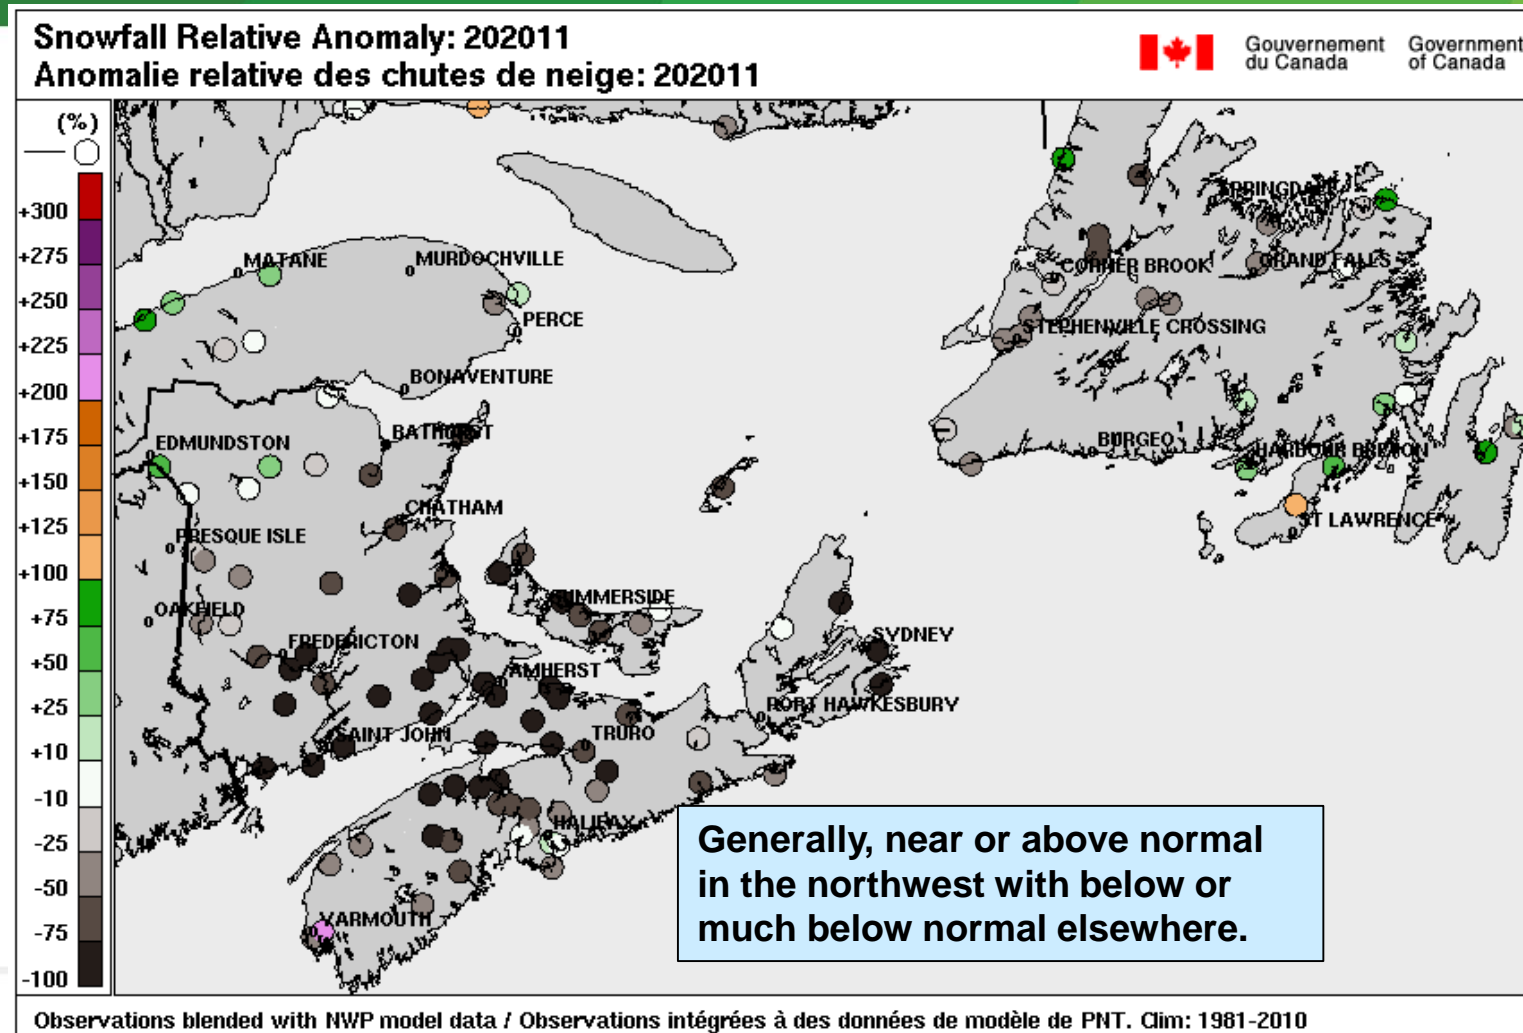 Snowfall Relative Anomaly: 202011
Anomalie relative des chutes de neige: 202011
Gouvernement du Canada
Government of Canada
(%)
+300
+275
+250
+225
+200
+175
+150
+125
+100
+75
+50
+25
+10
-10
-25
-50
-75
-100
MATANE
MURDOCHVILLE
PERCE
BONAVENTURE
EDMUNDSTON
BATHURST
CHATHAM
PRESQUE ISLE
OAKFIELD
FREDERICTON
SUMMERSIDE
AMHERST
SAINT JOHN
TRURO
SYDNEY
PORT HAWKESBURY
HALIFAX
YARMOUTH
SPRINGDALE
GRAND FALLS
CORNER BROOK
STEPHENVILLE CROSSING
BURGEO
HARBOUR BRETON
ST LAWRENCE
Generally, near or above normal
in the northwest with below or
much below normal elsewhere.
Observations blended with NWP model data / Observations intégrées à des données de modèle de PNT. Clim: 1981-2010